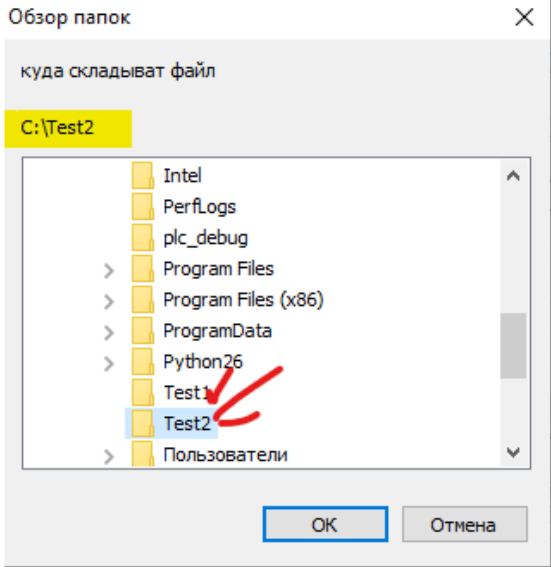 Обзор папок
куда складыват файл
C:\Test2
Intel
PerfLogs
plc_debug
Program Files
Program Files (x86)
ProgramData
Python26
Test1
Test2
Пользователи
ОК
Отмена